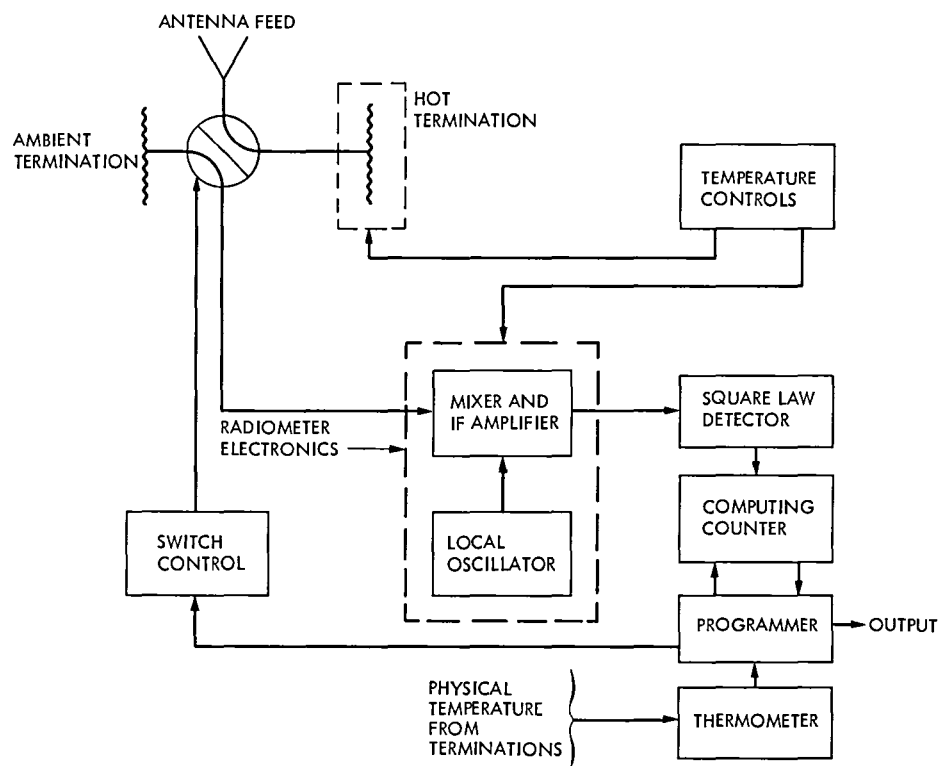 ANTENNA FEED
HOT
TERMINATION
AMBIENT
TERMINATION
TEMPERATURE
CONTROLS
MIXER AND
IF AMPLIFIER
SQUARE LAW
DETECTOR
RADIOMETER
ELECTRONICS
COMPUTING
COUNTER
SWITCH
CONTROL
LOCAL
OSCILLATOR
PROGRAMMER
OUTPUT
PHYSICAL
TEMPERATURE
FROM
TERMINATIONS
THERMOMETER